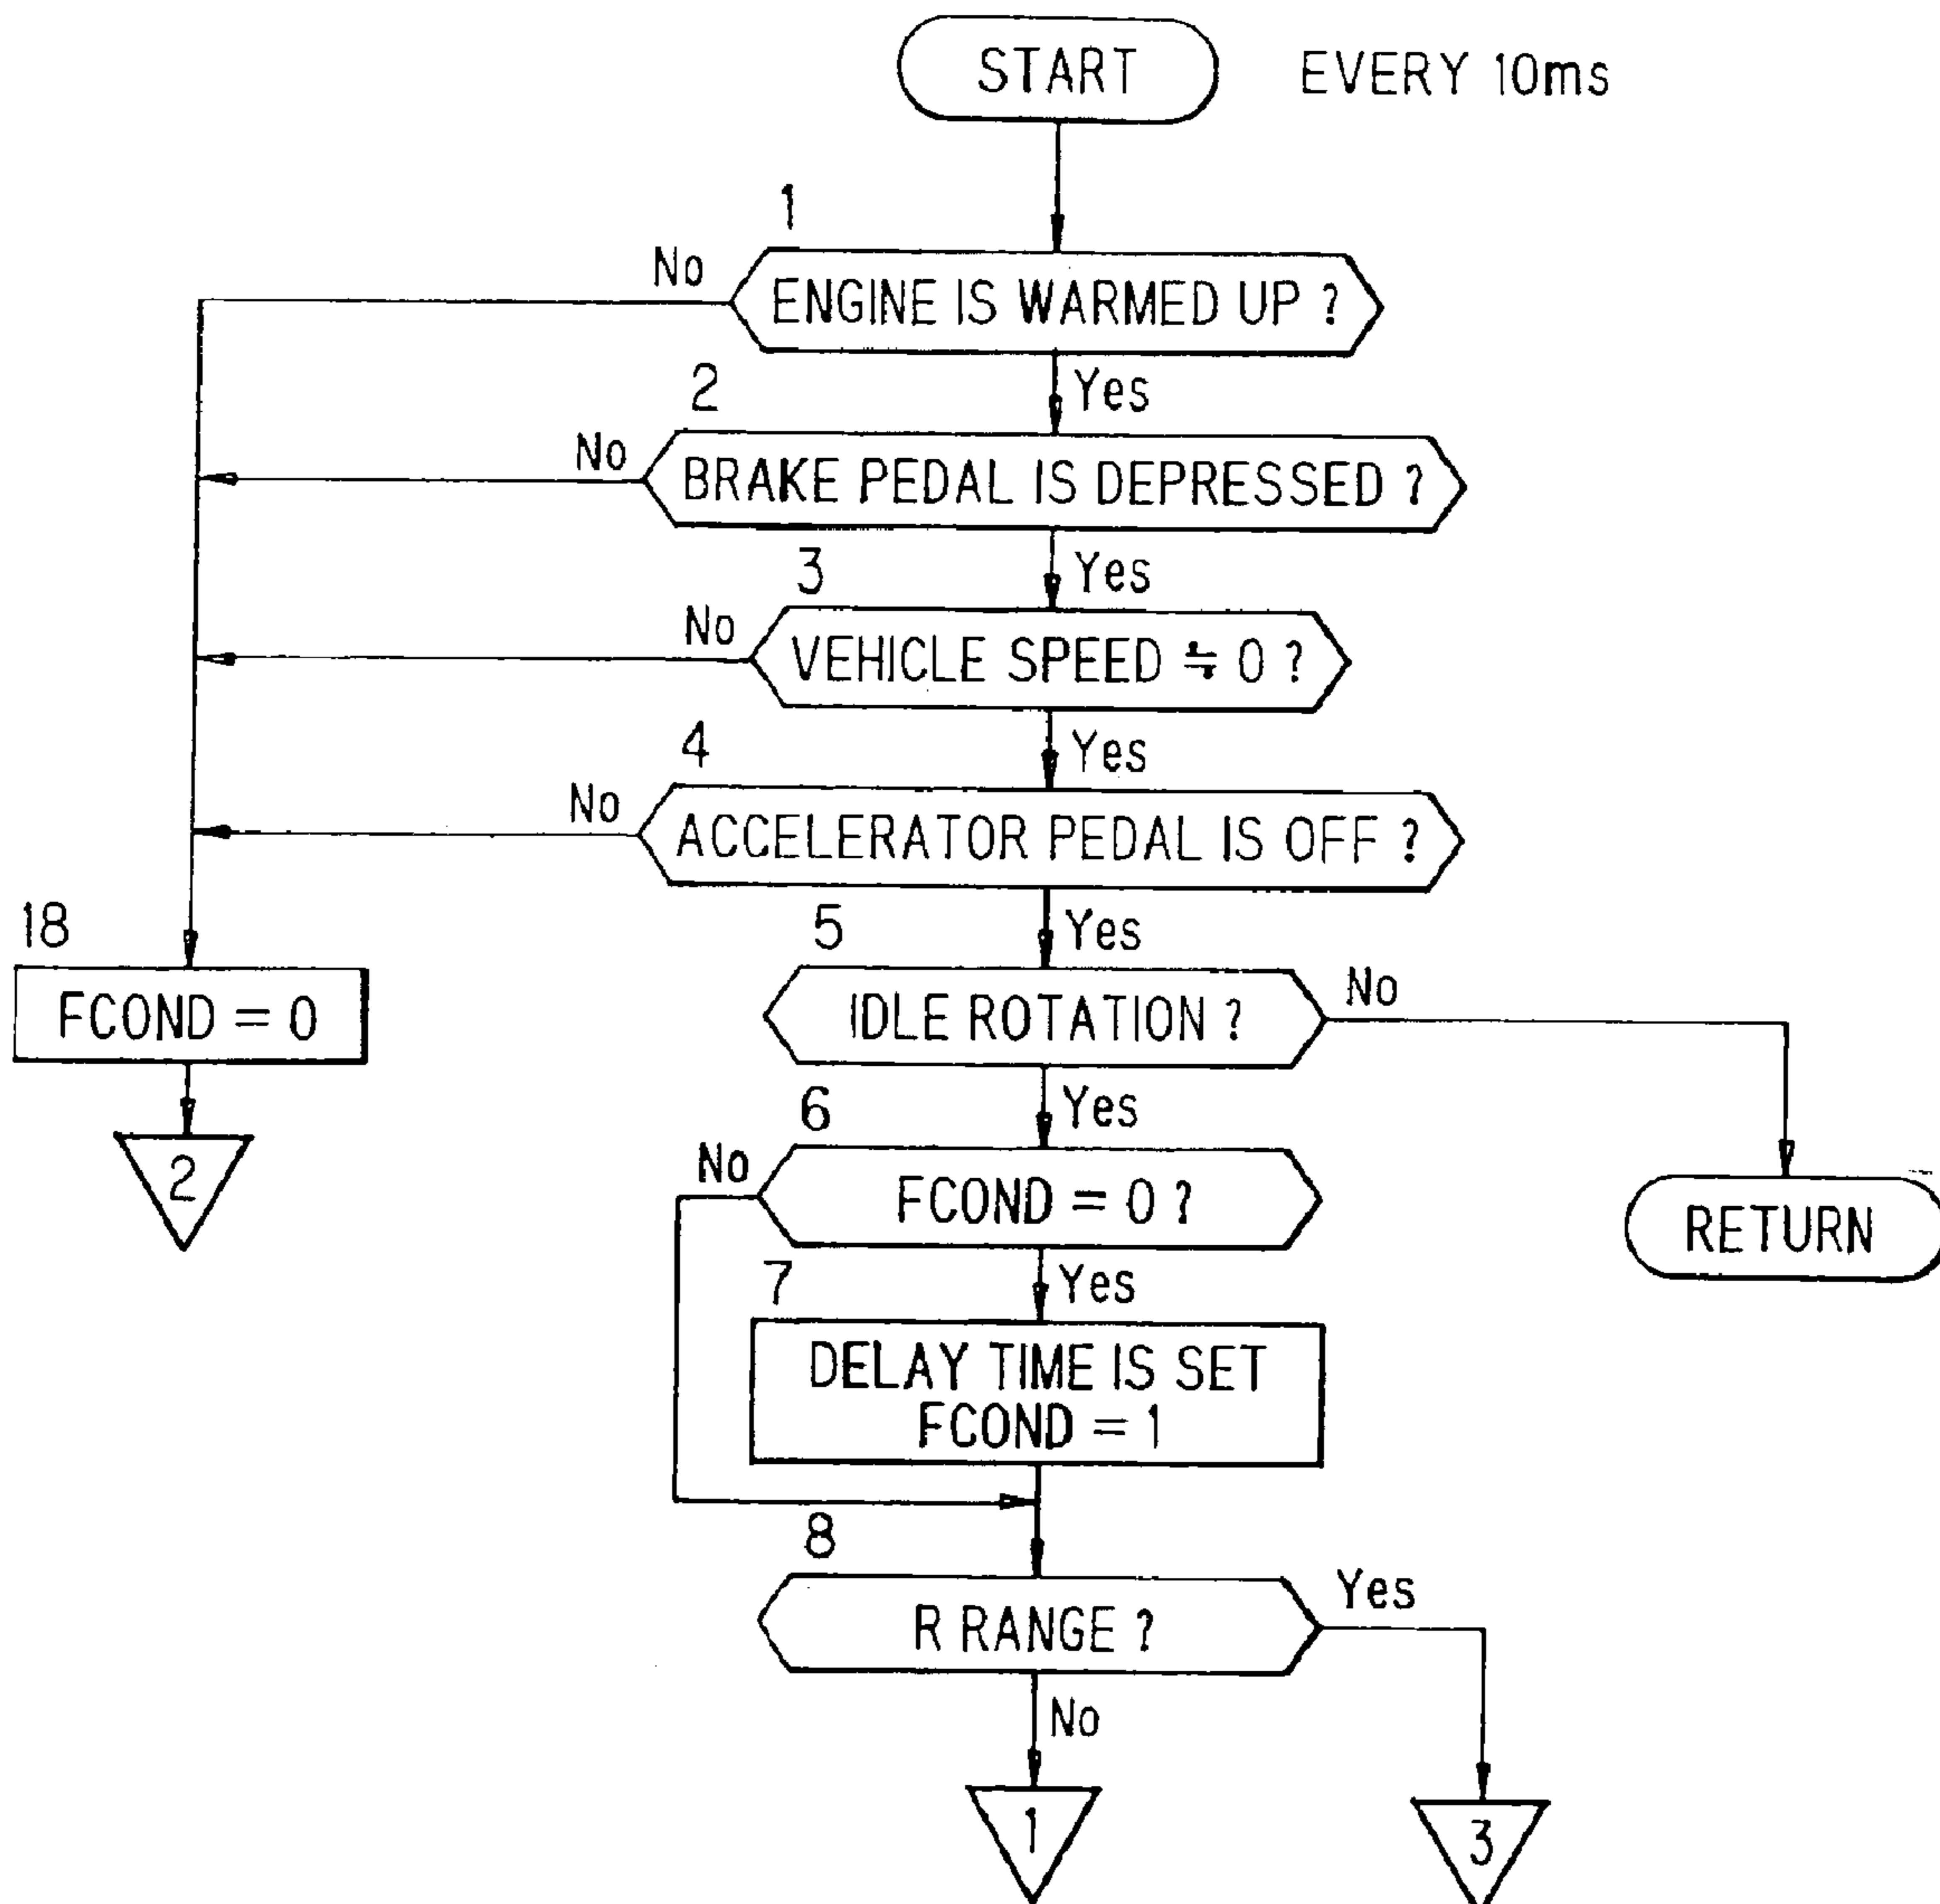 START
EVERY 10ms
1
No
ENGINE IS WARMED UP ?
2
Yes
No
BRAKE PEDAL IS DEPRESSED ?
3
Yes
No
VEHICLE SPEED ≒ 0 ?
4
Yes
No
ACCELERATOR PEDAL IS OFF ?
18
5
Yes
FCOND = 0
IDLE ROTATION ?
No
6
Yes
2
No
FCOND = 0 ?
RETURN
7
Yes
DELAY TIME IS SET
FCOND = 1
8
R RANGE ?
Yes
No
1
3